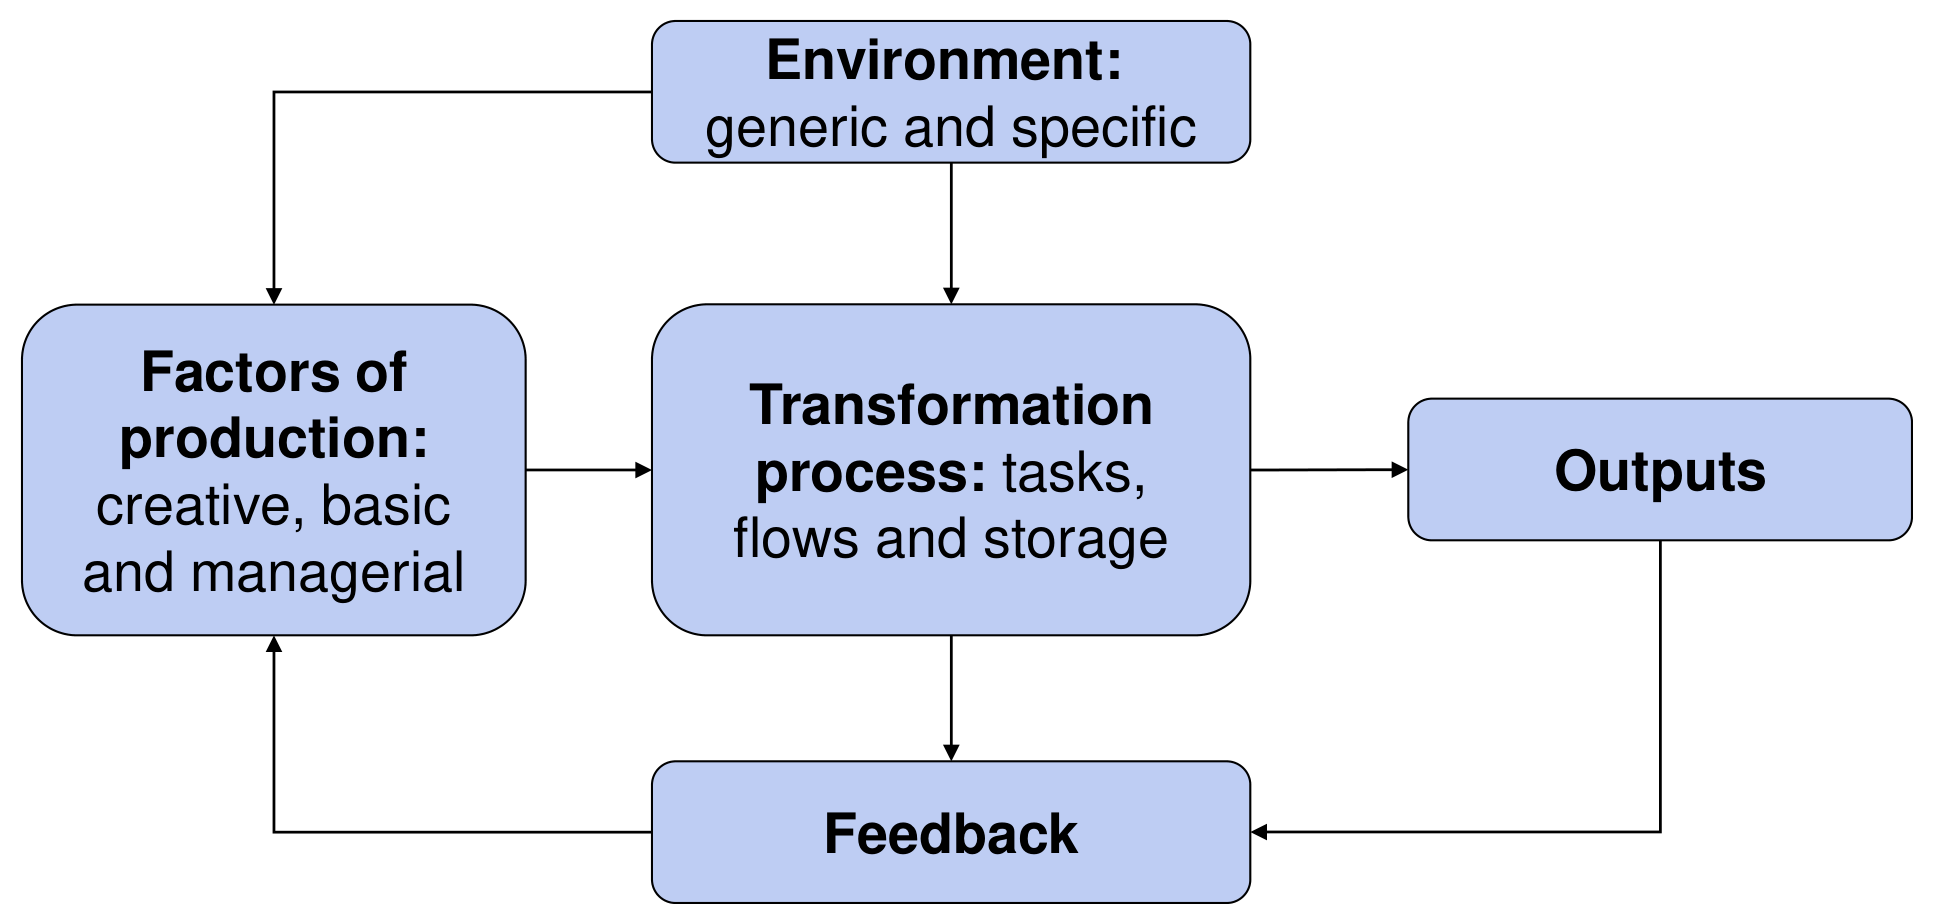 Environment:
generic and specific
Factors of
production:
creative, basic
and managerial
Transformation
process: tasks,
flows and storage
Outputs
Feedback